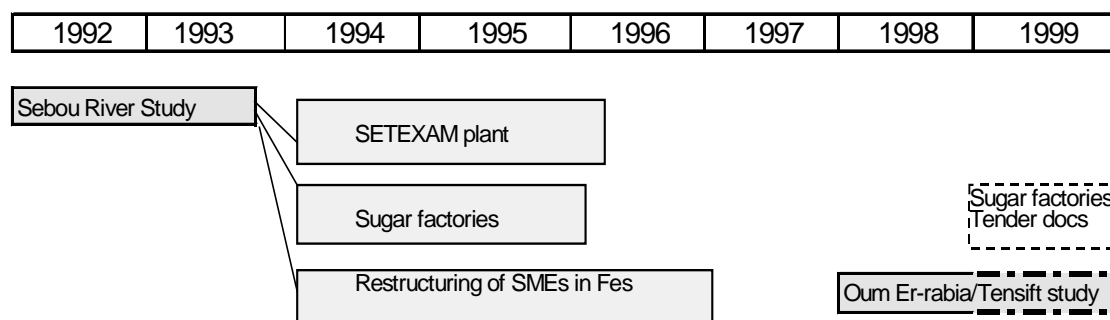 1992 1993 1994 1995 1996 1997 1998 1999
Sebou River Study
SETEXAM plant
Sugar factories
Sugar factories
Tender docs
Restructuring of SMEs in Fes
Oum Er-rabia/Tensift study